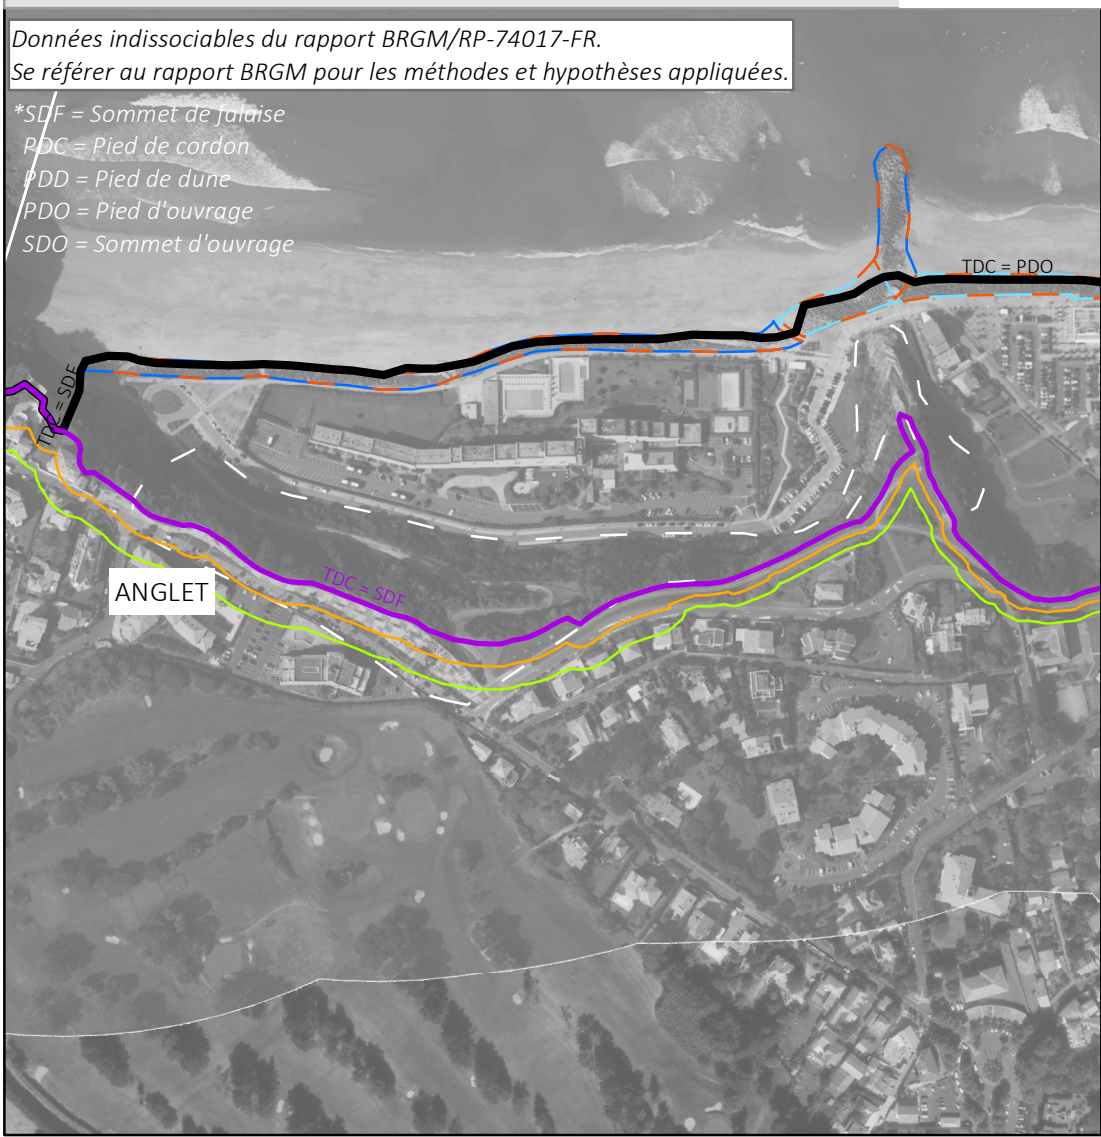 Données indissociables du rapport BRGM/RP-74017-FR.
Se référer au rapport BRGM pour les méthodes et hypothèses appliquées.
*SDF = Sommet de falaise
PDC = Pied de cordon
PDD = Pied de dune
PDO = Pied d'ouvrage
SDO = Sommet d'ouvrage
TDC = PDO
TDC = SDF
TDC = SDF
ANGLET